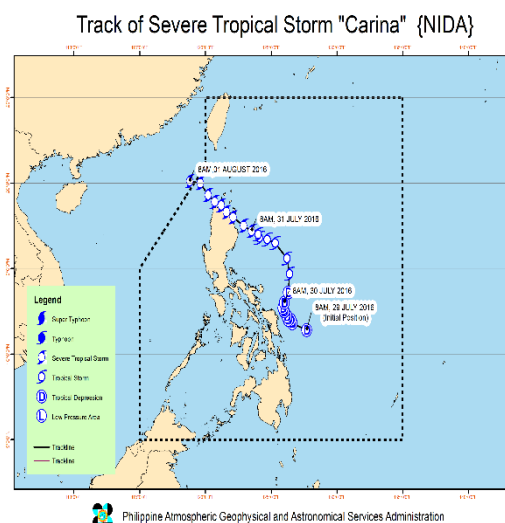 Track of Severe Tropical Storm "Carina" {NIDA}
8AM, 01 AUGUST 2016
8AM, 31 JULY 2016
8AM, 30 JULY 2016
8AM, 29 JULY 2016
(Initial Position)
Legend
Super Typhoon
Typhoon
Severe Tropical Storm
Tropical Storm
Tropical Depression
Low Pressure Area
Trackline
Trackline
Philippine Atmospheric Geophysical and Astronomical Services Administration